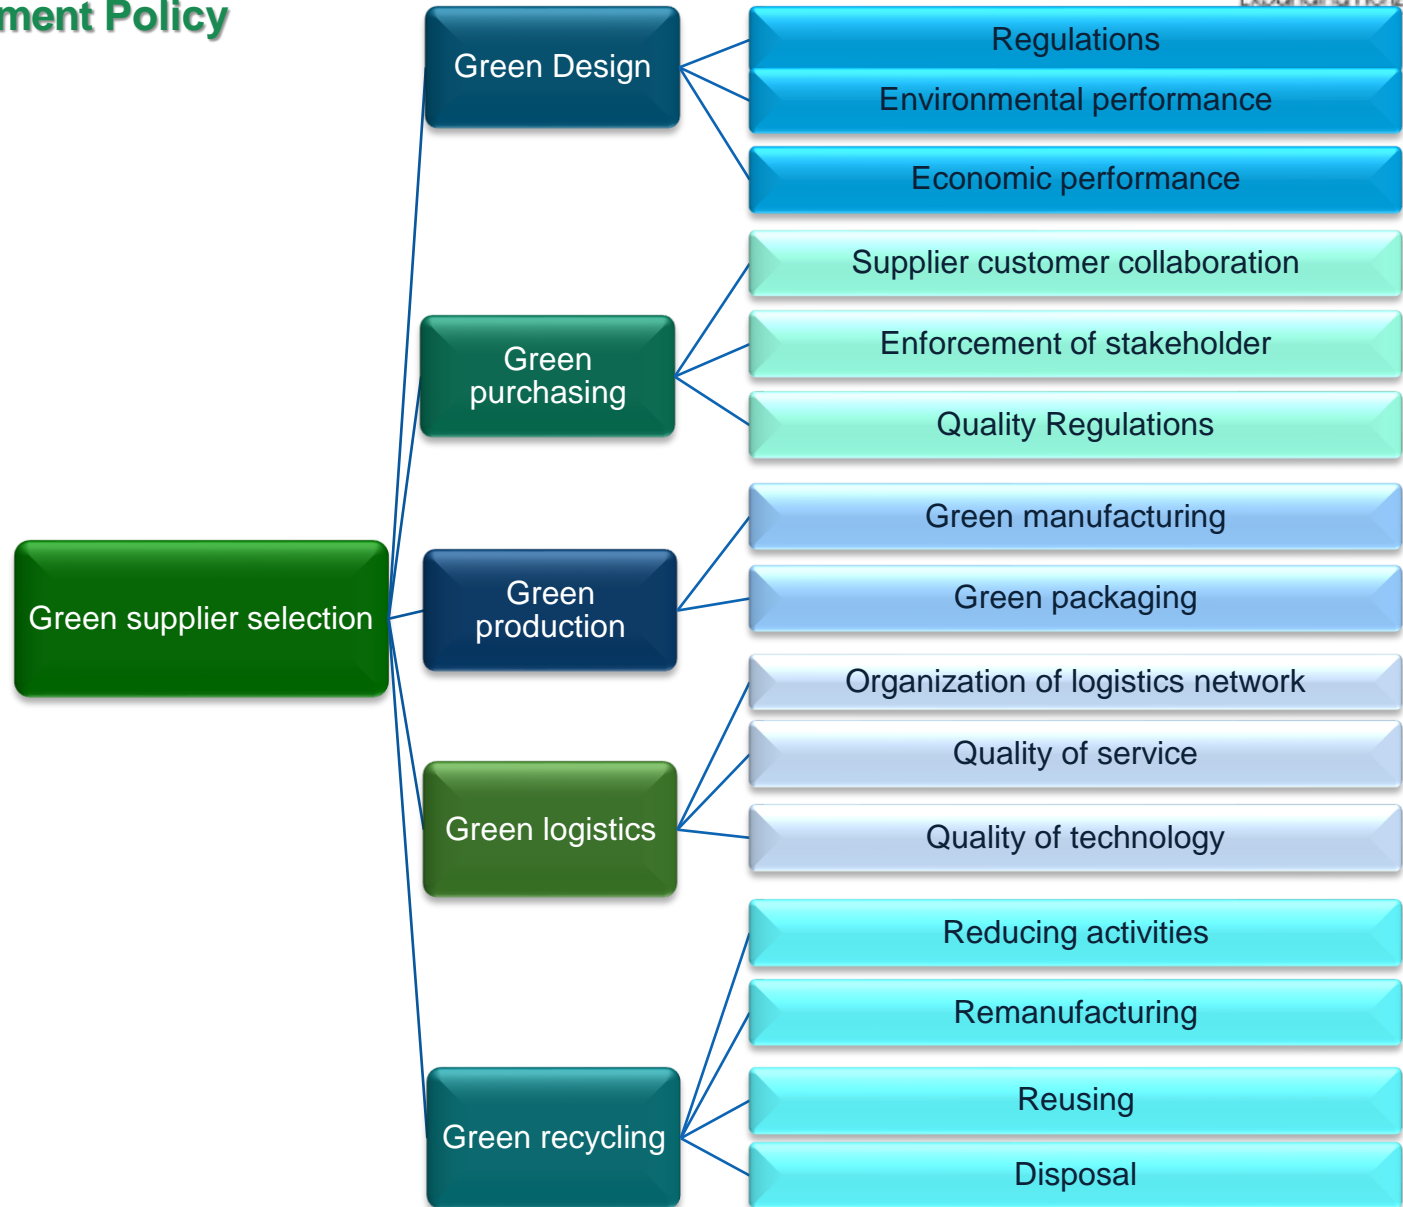 ment Policy
Green Design
Regulations
Environmental performance
Economic performance
Green
purchasing
Supplier customer collaboration
Enforcement of stakeholder
Quality Regulations
Green supplier selection
Green
production
Green manufacturing
Green packaging
Green logistics
Organization of logistics network
Quality of service
Quality of technology
Green recycling
Reducing activities
Remanufacturing
Reusing
Disposal